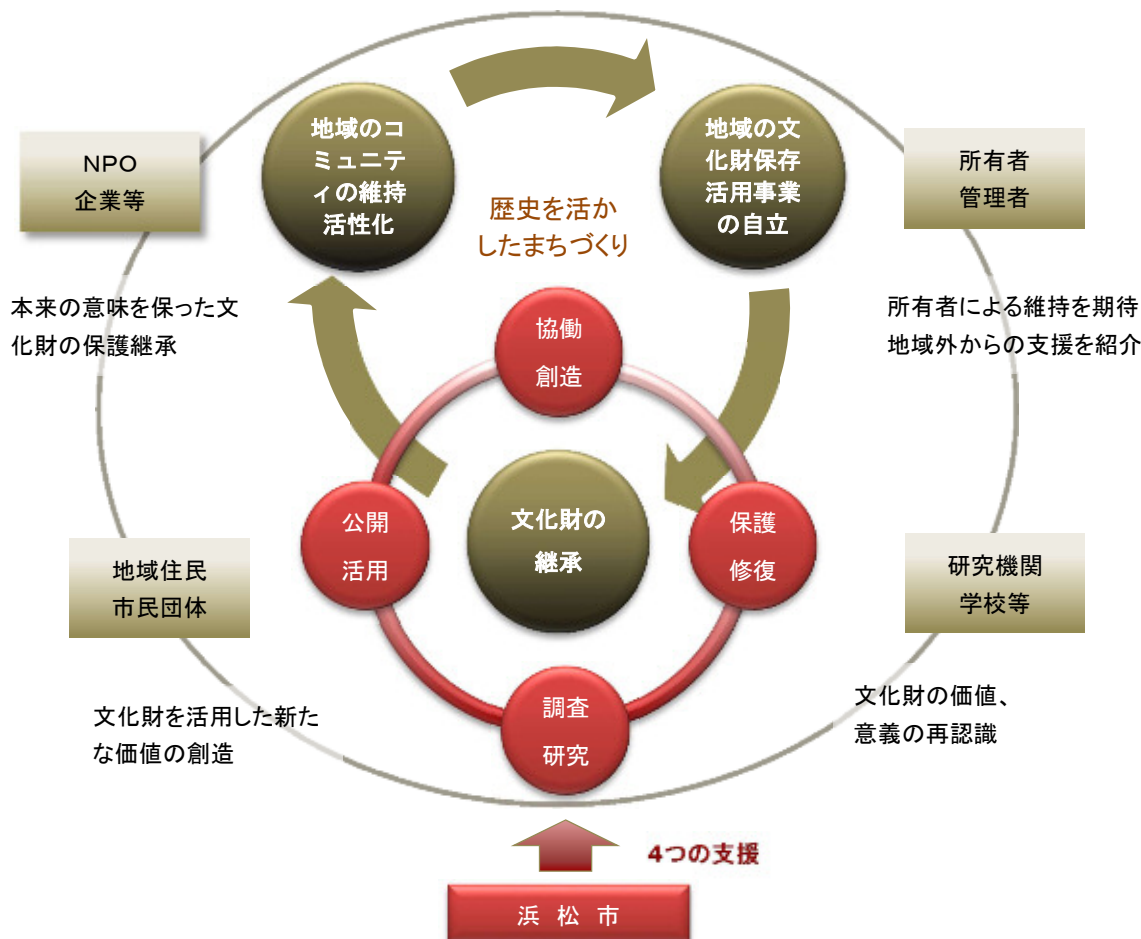 地域のコ
ミュニテ
ィの維持
活性化
地域の文
化財保存
活用事業
の自立
NPO
企業等
所有者
管理者
歴史を活か
したまちづくり
本来の意味を保った文
化財の保護継承
所有者による維持を期待
地域外からの支援を紹介
協働
創造
公開
活用
文化財の
継承
保護
修復
地域住民
市民団体
研究機関
学校等
調査
研究
文化財を活用した新た
な価値の創造
文化財の価値、
意義の再認識
4つの支援
浜 松 市